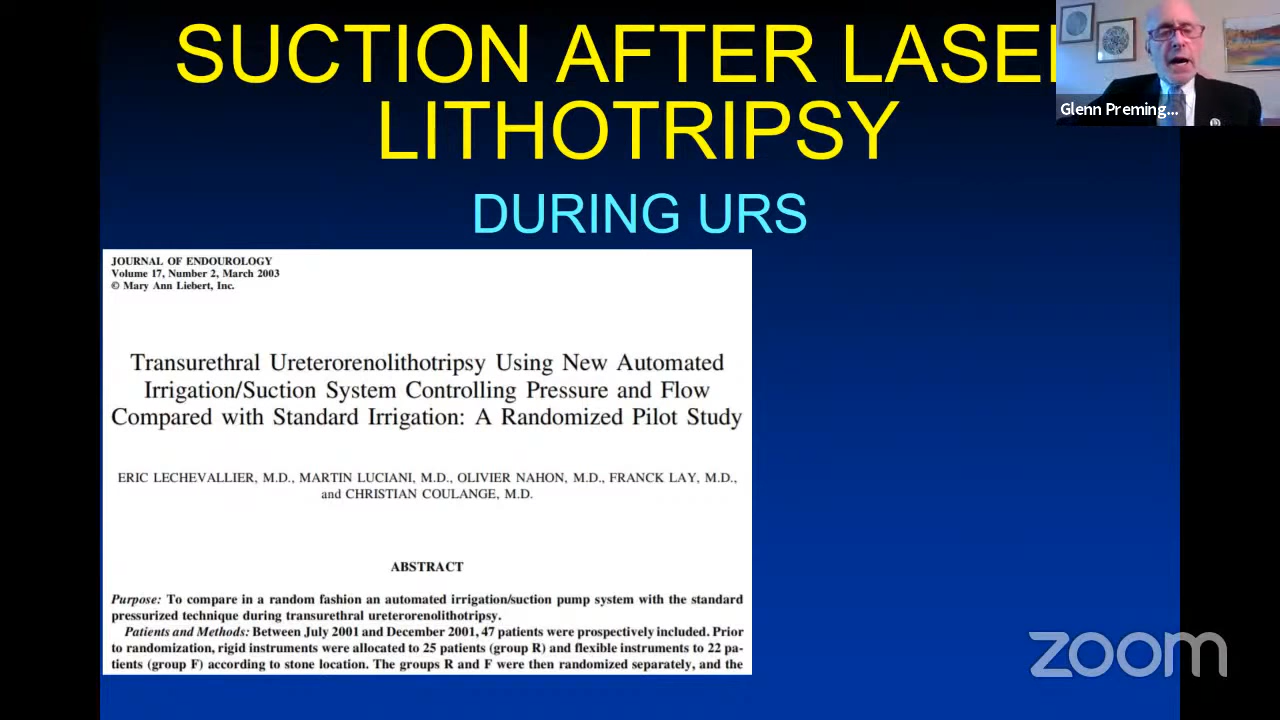 SUCTION AFTER LASE
LITHOTRIPSY
DURING URS
Glenn Preming...
JOURNAL OF ENDOUROLOGY
Volume 17, Number 2, March 2003
© Mary Ann Liebert, Inc.
Transurethral Ureterorenolithotripsy Using New Automated
Irrigation/Suction System Controlling Pressure and Flow
Compared with Standard Irrigation: A Randomized Pilot Study
ERIC LECHEVALLIER, M.D., MARTIN LUCIANI, M.D., OLIVIER NAHON, M.D., FRANCK LAY, M.D.,
and CHRISTIAN COULANGE, M.D.
ABSTRACT
Purpose: To compare in a random fashion an automated irrigation/suction pump system with the standard
pressurized technique during transurethral ureterorenolithotripsy.
Patients and Methods: Between July 2001 and December 2001, 47 patients were prospectively included. Prior
to randomization, rigid instruments were allocated to 25 patients (group R) and flexible instruments to 22 pa-
tients (group F) according to stone location. The groups R and F were then randomized separately, and the
zoom